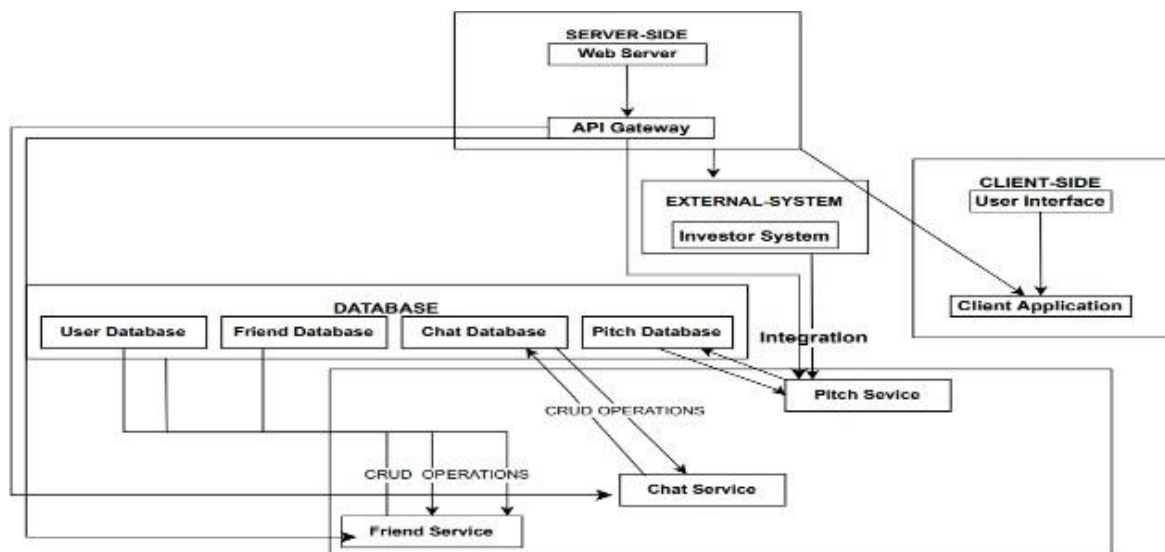 SERVER-SIDE
Web Server
API Gateway
EXTERNAL-SYSTEM
Investor System
CLIENT-SIDE
User Interface
Client Application
DATABASE
User Database
Friend Database
Chat Database
Pitch Database
Integration
Pitch Sevice
CRUD OPERATIONS
CRUD OPERATIONS
Chat Service
Friend Service